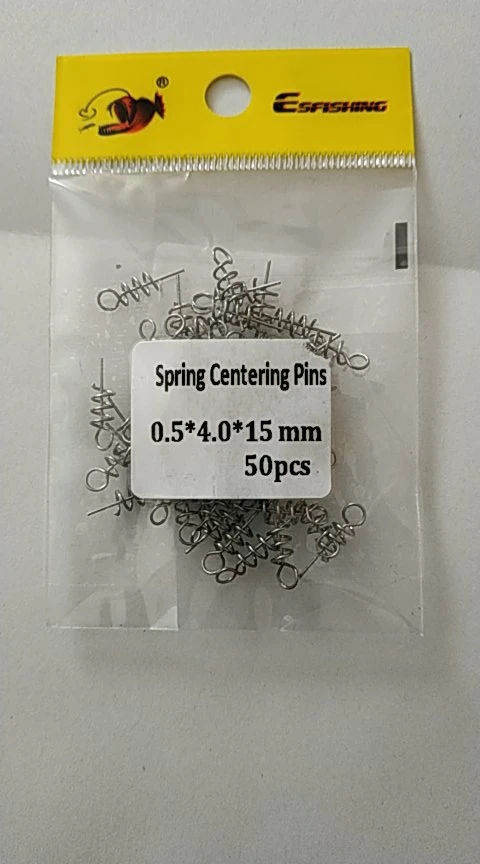 ®
ESFISHING
Spring Centering Pins
0.5*4.0*15 mm
50pcs